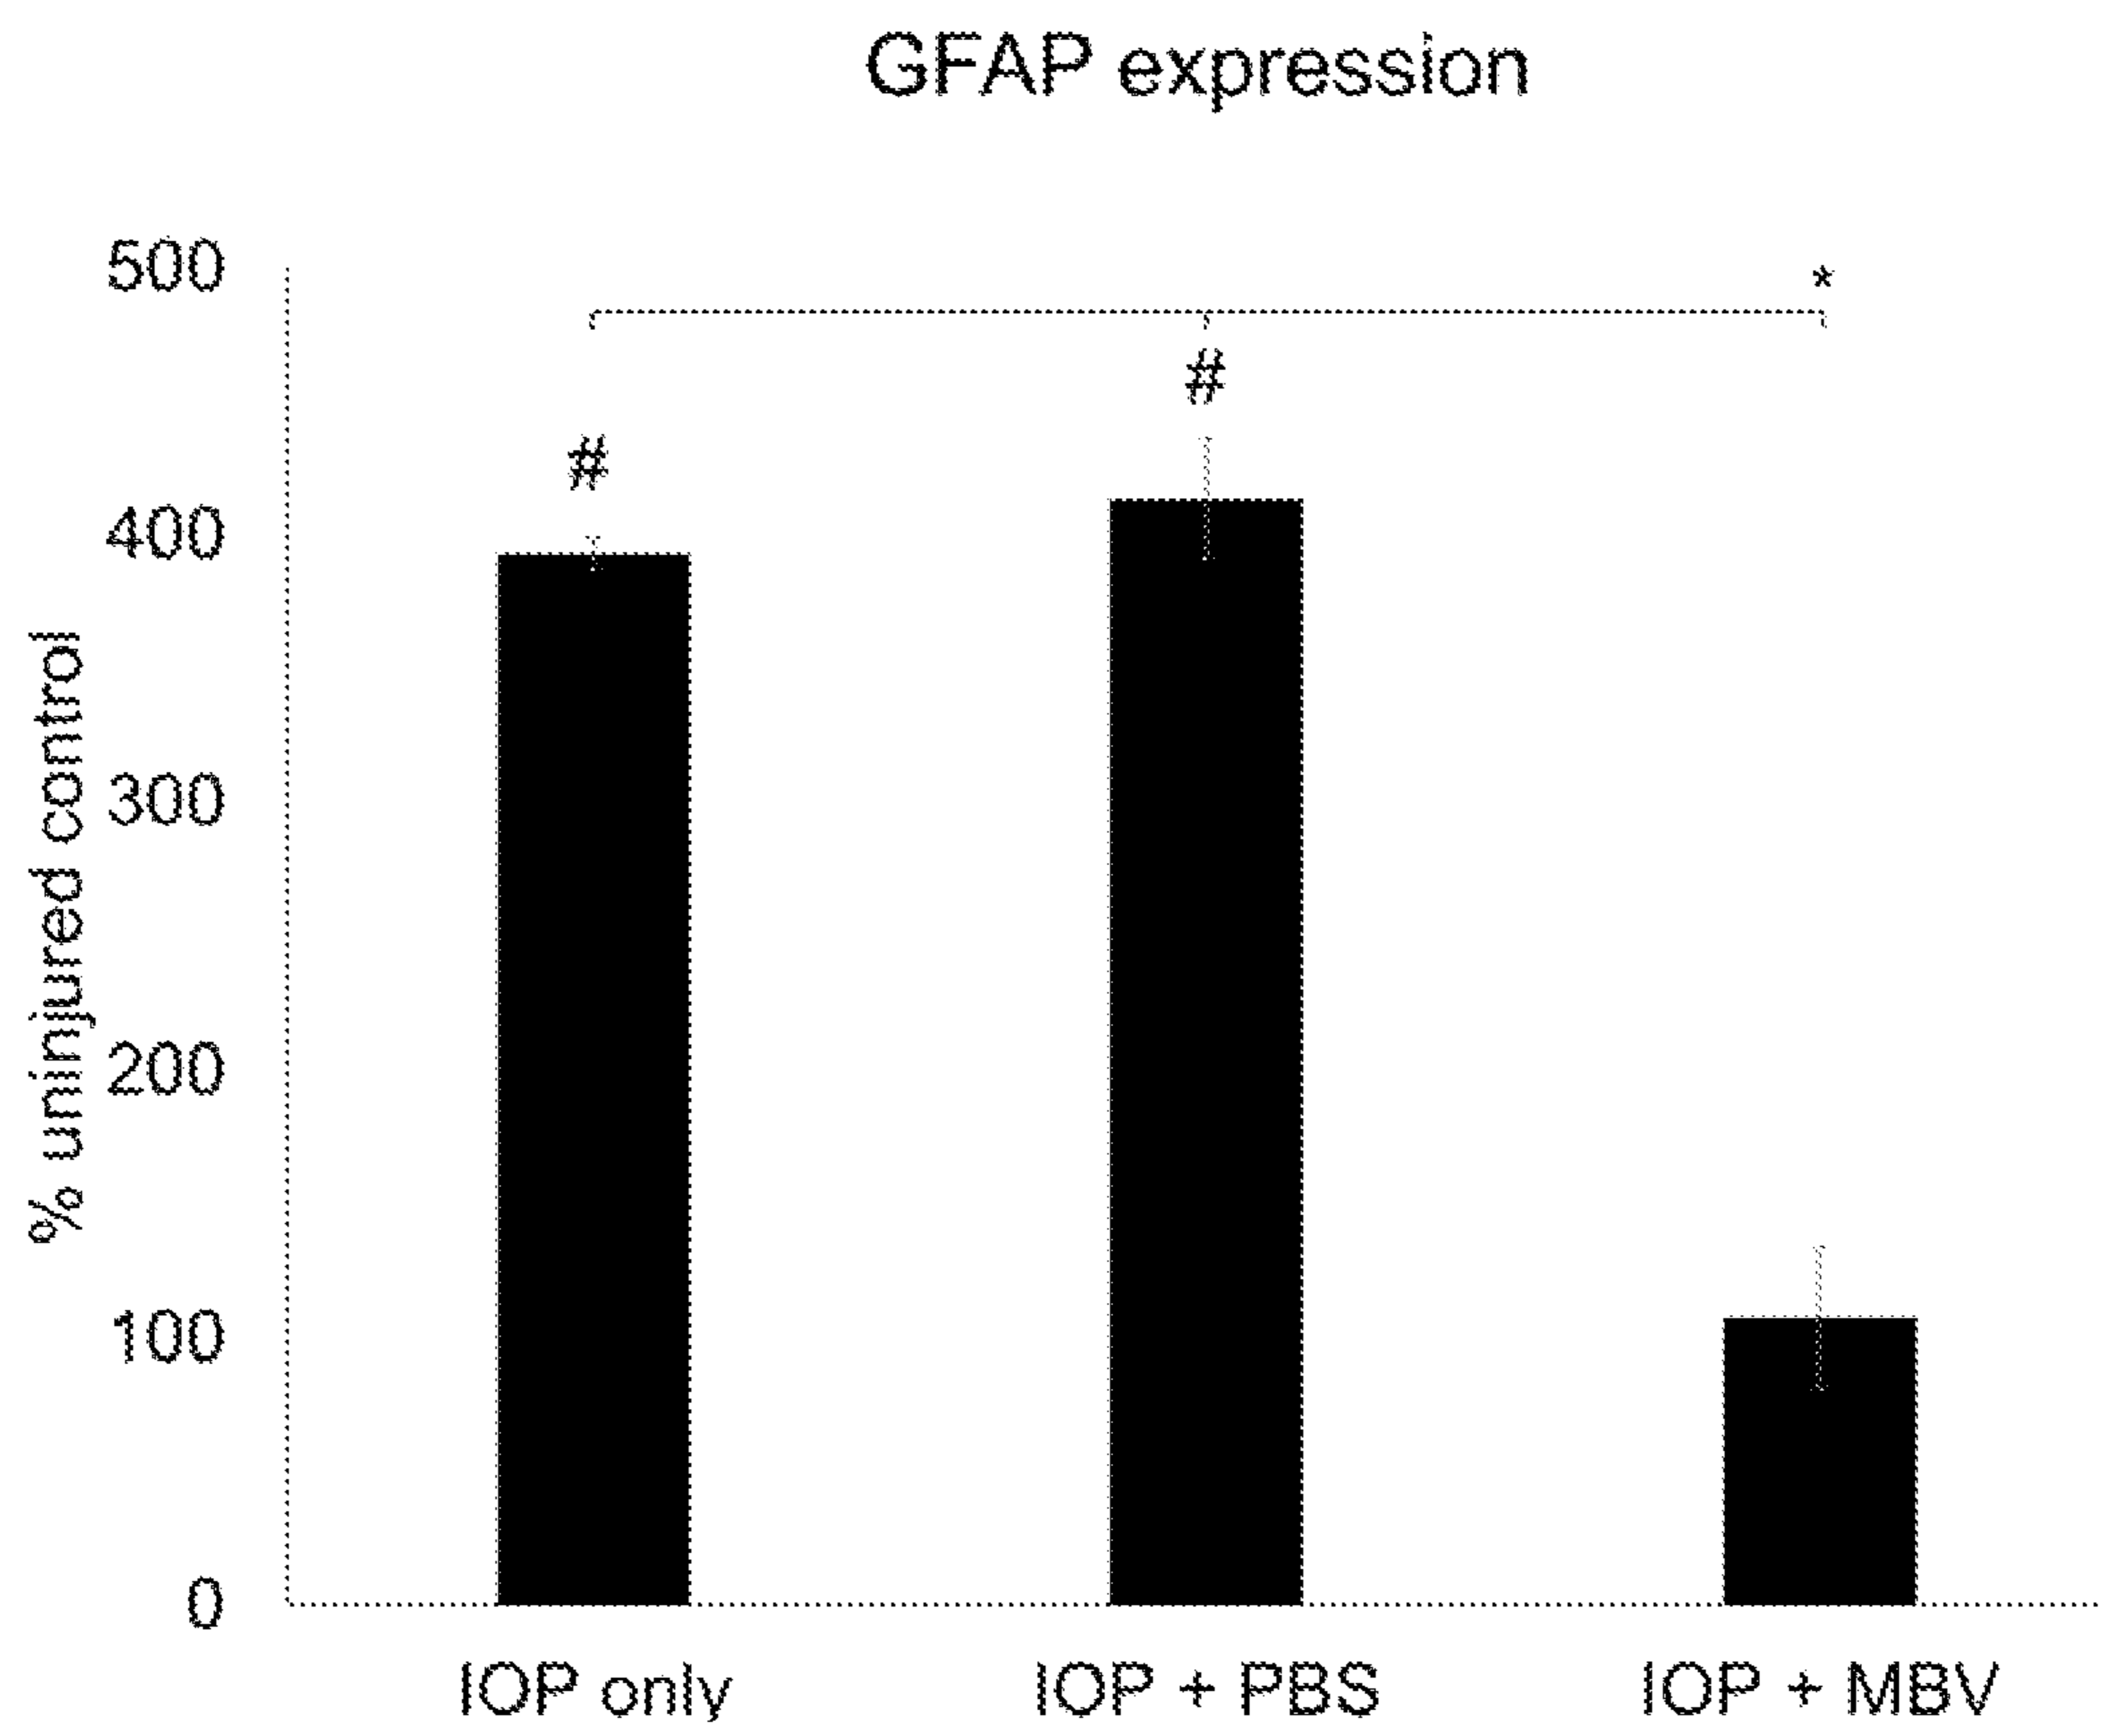 GFAP expression
500
*
#
#
400
300
200
100
0
% uninjured control
IOP only
IOP + PBS
IOP + MBV